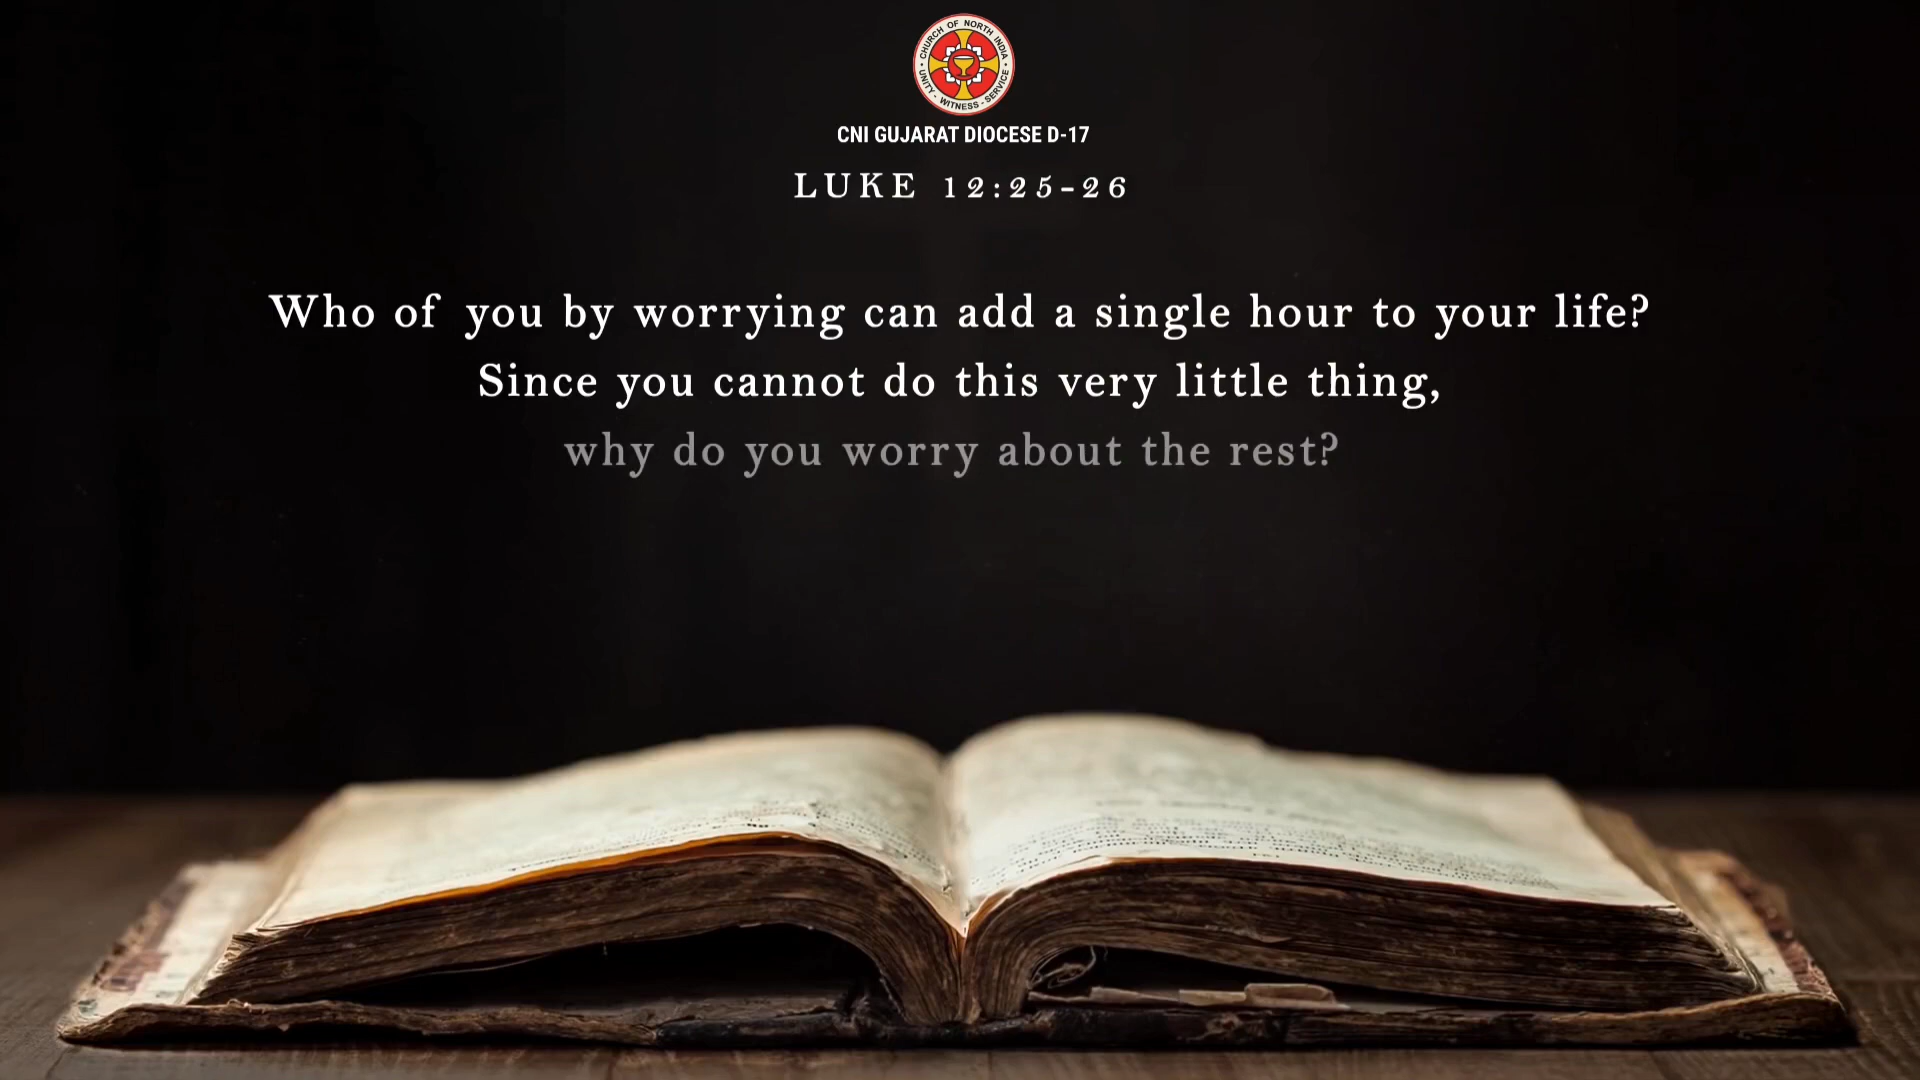 CHURCH OF NORTH INDIA
UNITY - WITNESS - SERVICE
CNI GUJARAT DIOCESE D-17
LUKE 12:25-26
Who of you by worrying can add a single hour to your life?
Since you cannot do this very little thing,
why do you worry about the rest?